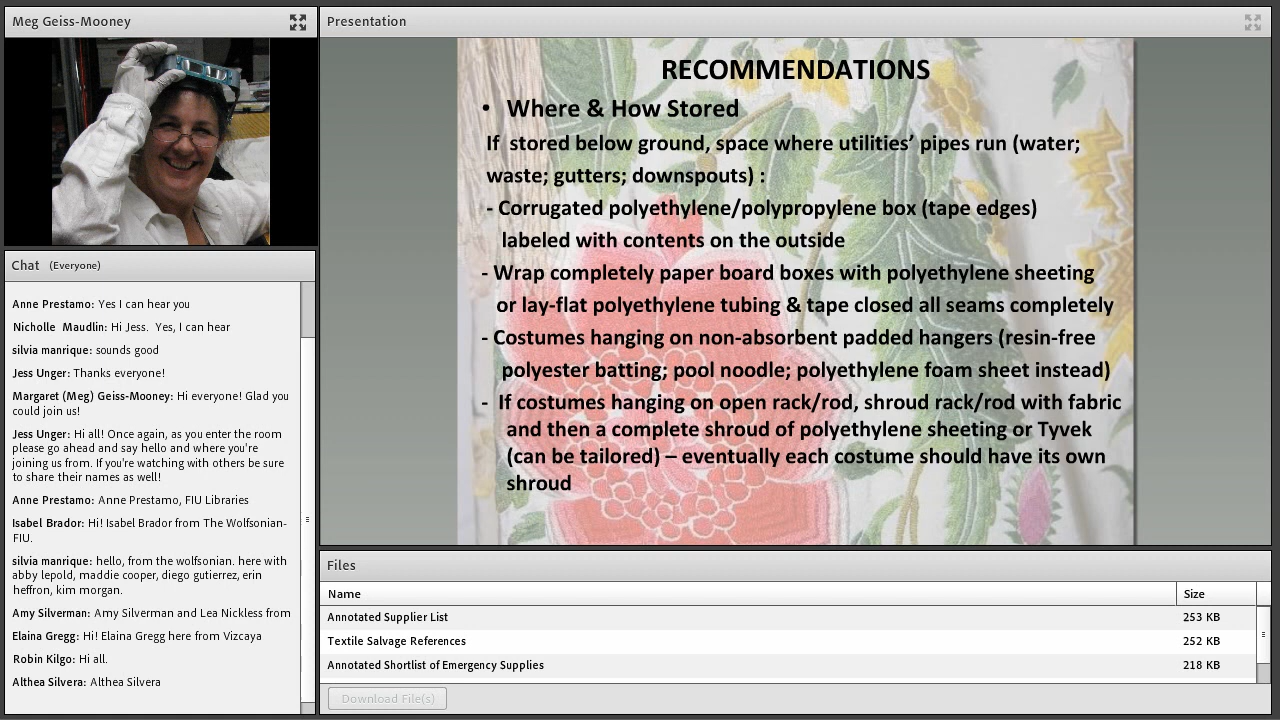 Meg Geiss-Mooney
Chat (Everyone)
Anne Prestamo: Yes I can hear you
Nicholle Maudlin: Hi Jess. Yes, I can hear
silvia manrique: sounds good
Jess Unger: Thanks everyone!
Margaret (Meg) Geiss-Mooney: Hi everyone! Glad you
could join us!
Jess Unger: Hi all! Once again, as you enter the room
please go ahead and say hello and where you're
joining us from. If you're watching with others be sure
to share their names as well!
Anne Prestamo: Anne Prestamo, FIU Libraries
Isabel Brador: Hi! Isabel Brador from The Wolfsonian-
FIU.
silvia manrique: hello, from the wolfsonian. here with
abby lepold, maddie cooper, diego gutierrez, erin
heffron, kim morgan.
Amy Silverman: Amy Silverman and Lea Nickless from
Elaina Gregg: Hi! Elaina Gregg here from Vizcaya
Robin Kilgo: Hi all.
Althea Silvera: Althea Silvera
Presentation
RECOMMENDATIONS
• Where & How Stored
If stored below ground, space where utilities’ pipes run (water;
waste; gutters; downspouts) :
- Corrugated polyethylene/polypropylene box (tape edges)
labeled with contents on the outside
- Wrap completely paper board boxes with polyethylene sheeting
or lay-flat polyethylene tubing & tape closed all seams completely
- Costumes hanging on non-absorbent padded hangers (resin-free
polyester batting; pool noodle; polyethylene foam sheet instead)
- If costumes hanging on open rack/rod, shroud rack/rod with fabric
and then a complete shroud of polyethylene sheeting or Tyvek
(can be tailored) – eventually each costume should have its own
shroud
Files
Name Size
Annotated Supplier List 253 KB
Textile Salvage References 252 KB
Annotated Shortlist of Emergency Supplies 218 KB
Download File(s)